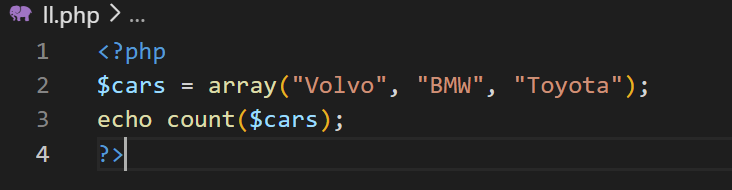 ll.php > ...
1 <?php
2 $cars = array("Volvo", "BMW", "Toyota");
3 echo count($cars);
4 ?>